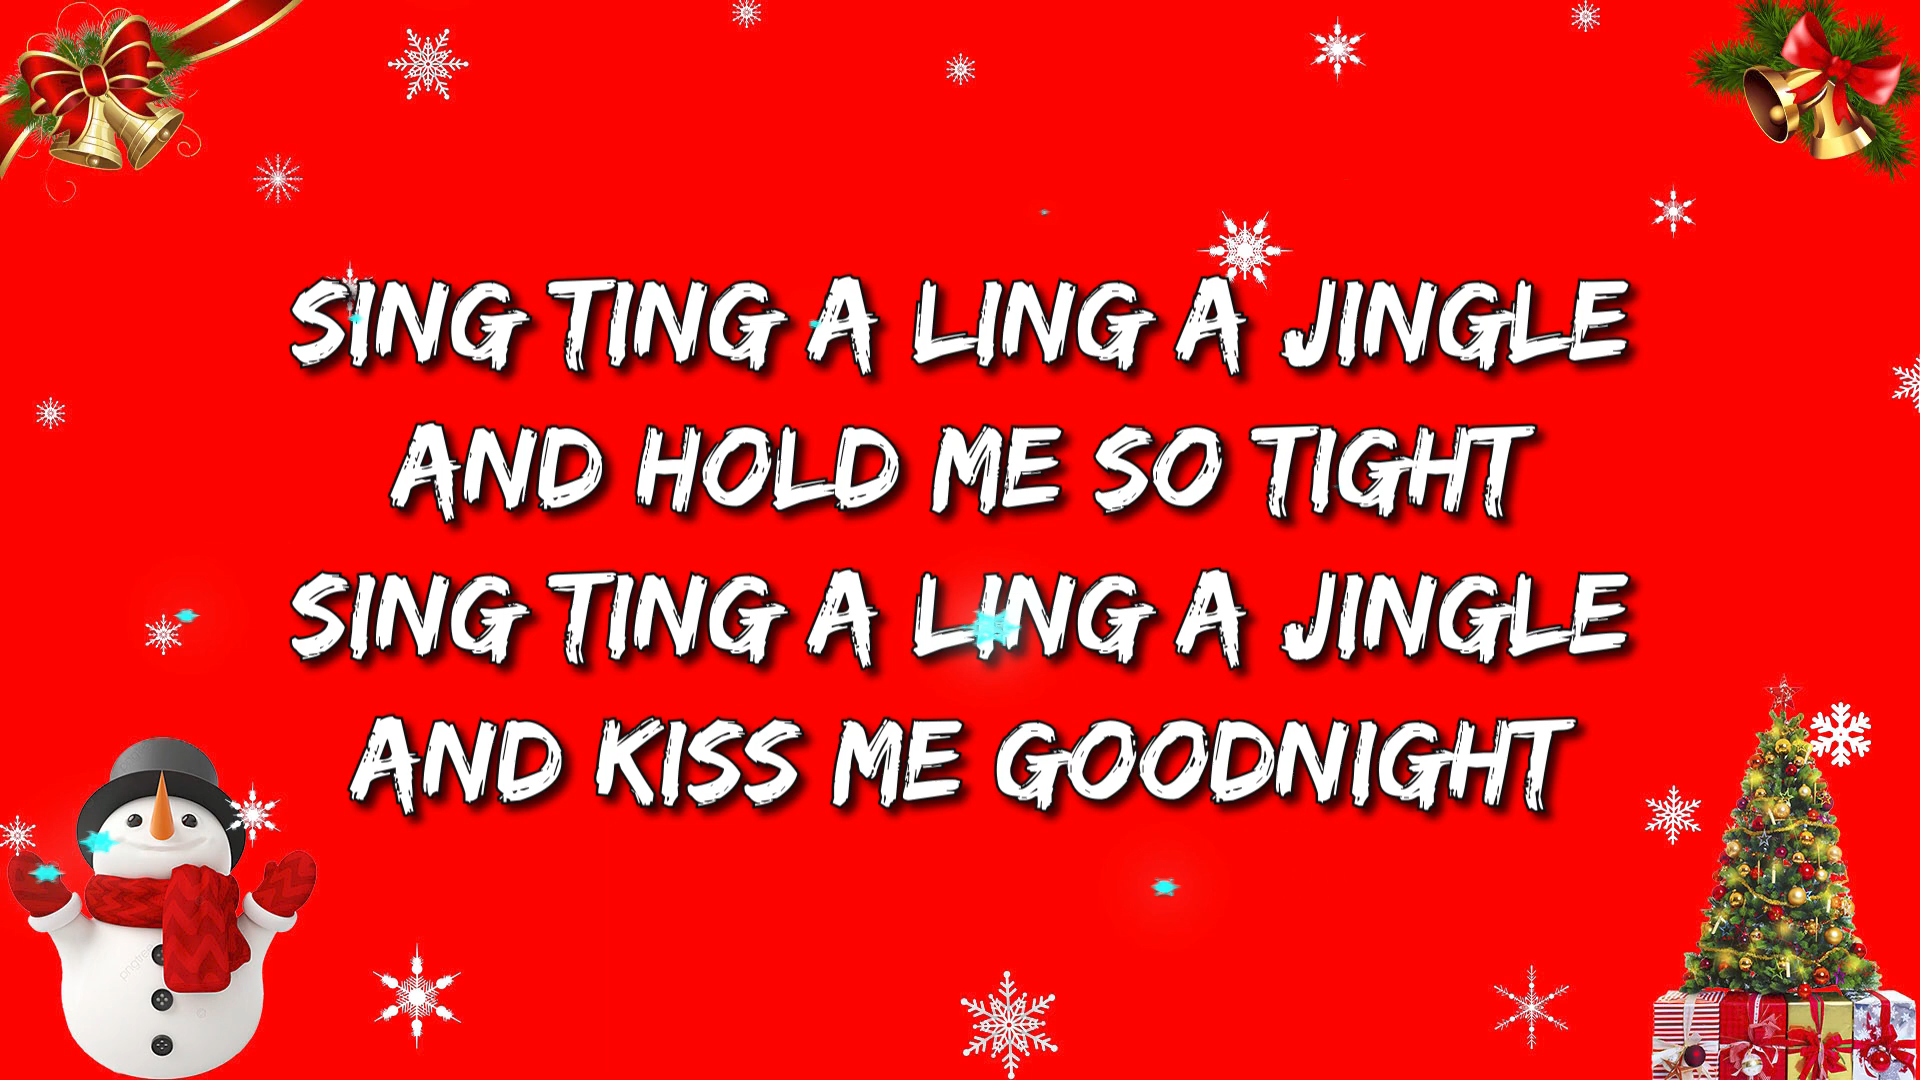 SING TING A LING A JINGLE
AND HOLD ME SO TIGHT
SING TING A LING A JINGLE
AND KISS ME GOODNIGHT